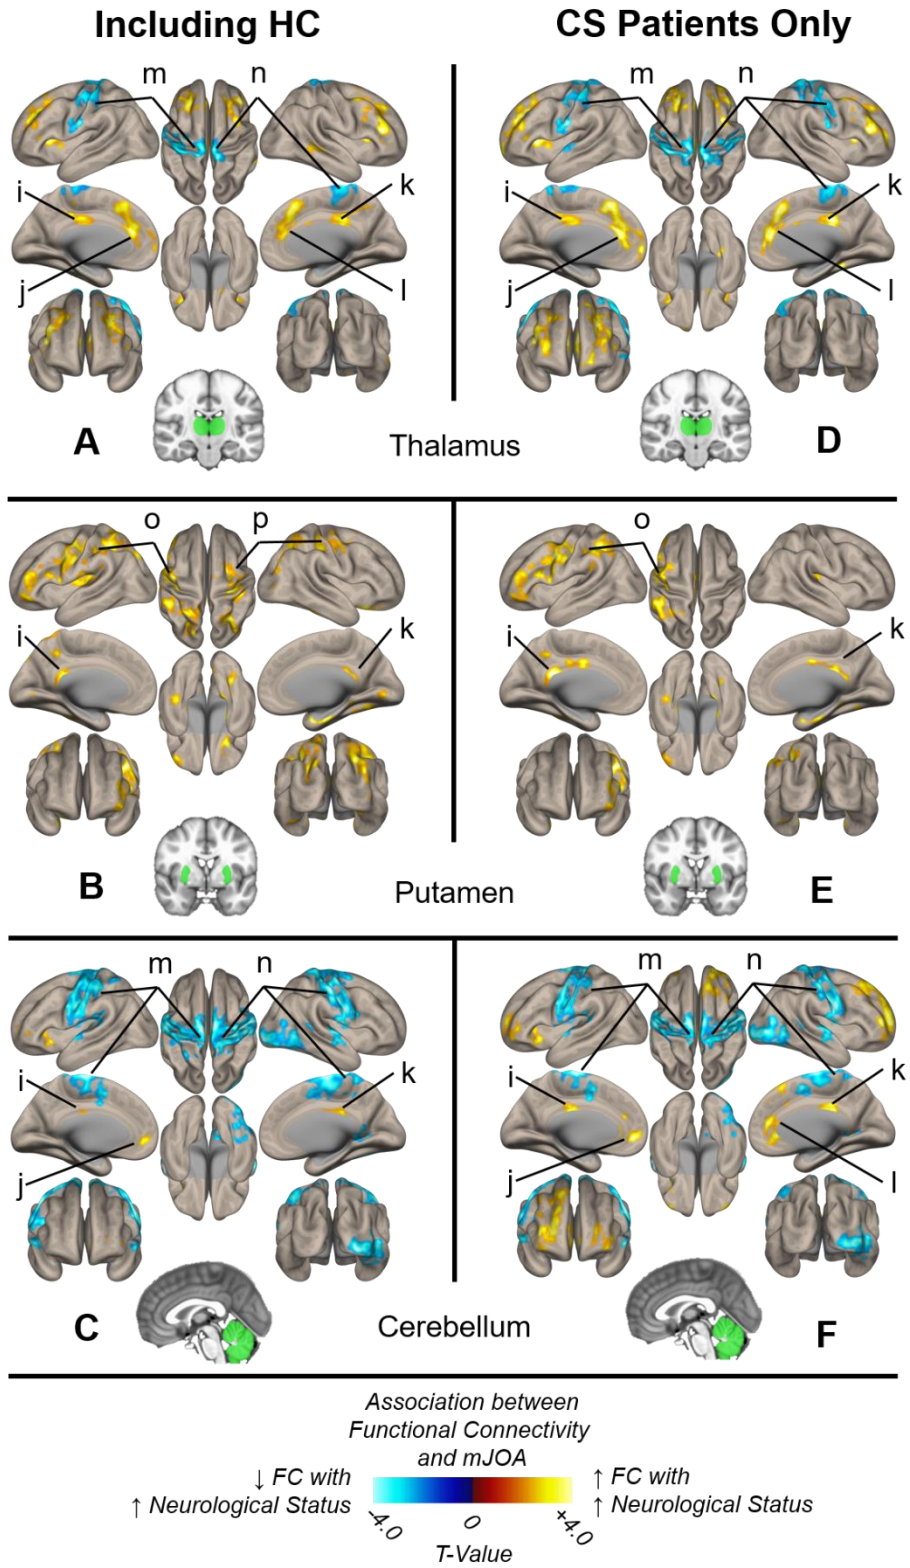 Including HC
CS Patients Only
m
n
i
k
j
l
A
m
n
i
k
j
l
D
Thalamus
o
p
i
k
B
o
i
k
E
Putamen
m
n
i
k
j
C
m
n
i
k
j
l
F
Cerebellum
Association between
Functional Connectivity
and mJOA
↓ FC with
↑ Neurological Status
↑ FC with
↑ Neurological Status
-4.0
0
+4.0
T-Value